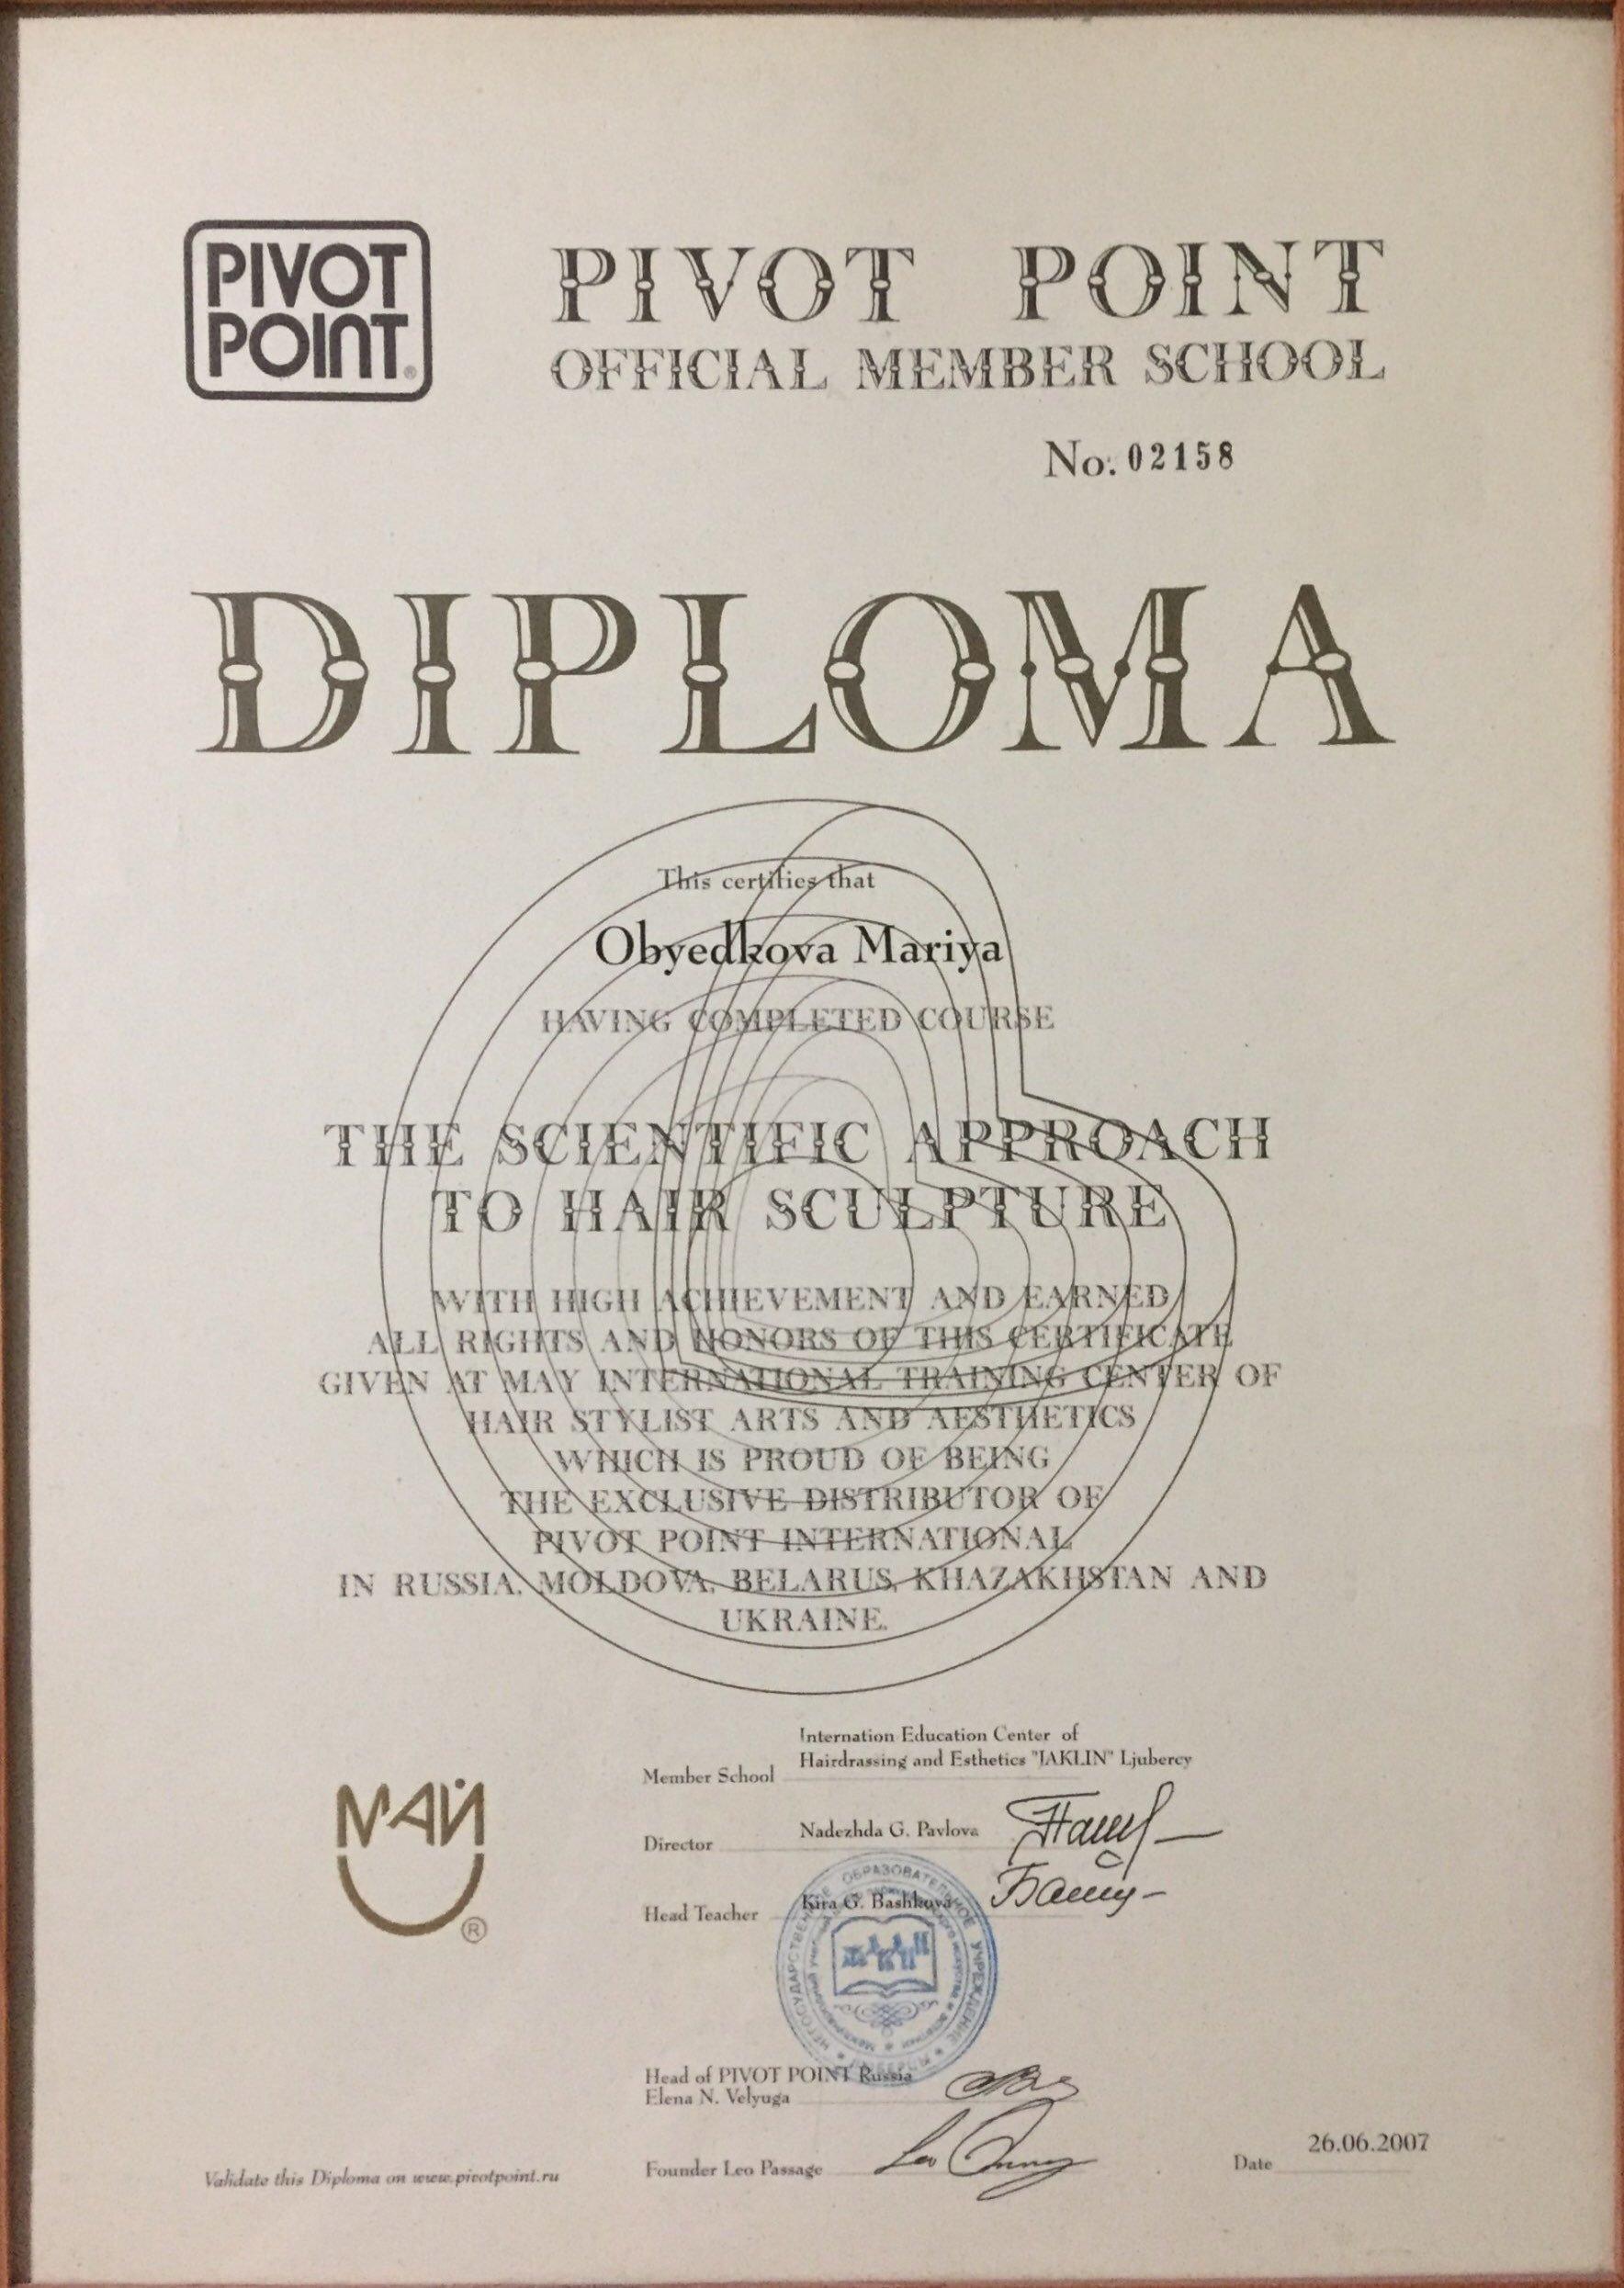 PIVOT
POINT®
PIVOT POINT
OFFICIAL MEMBER SCHOOL
No. 02158
DIPLOMA
This certifies that
Obyedkova Mariya
HAVING COMPLETED COURSE
THE SCIENTIFIC APPROACH
TO HAIR SCULPTURE
WITH HIGH ACHIEVEMENT AND EARNED
ALL RIGHTS AND HONORS OF THIS CERTIFICATE
GIVEN AT MAY INTERNATIONAL TRAINING CENTER OF
HAIR STYLIST ARTS AND AESTHETICS
WHICH IS PROUD OF BEING
THE EXCLUSIVE DISTRIBUTOR OF
PIVOT POINT INTERNATIONAL
IN RUSSIA, MOLDOVA, BELARUS, KHAZAKHSTAN AND
UKRAINE.
МАЙ
®
Internation Education Center of
Hairdrassing and Esthetics "JAKLIN" Ljubercy
Member School
Nadezhda G. Pavlova
Director
Kira G. Bashkova
Head Teacher
НЕГОСУДАРСТВЕННОЕ ОБРАЗОВАТЕЛЬНОЕ УЧРЕЖДЕНИЕ
Head of PIVOT POINT Russia
Elena N. Velyuga
Founder Leo Passage
Date 26.06.2007
Validate this Diploma on www.pivotpoint.ru